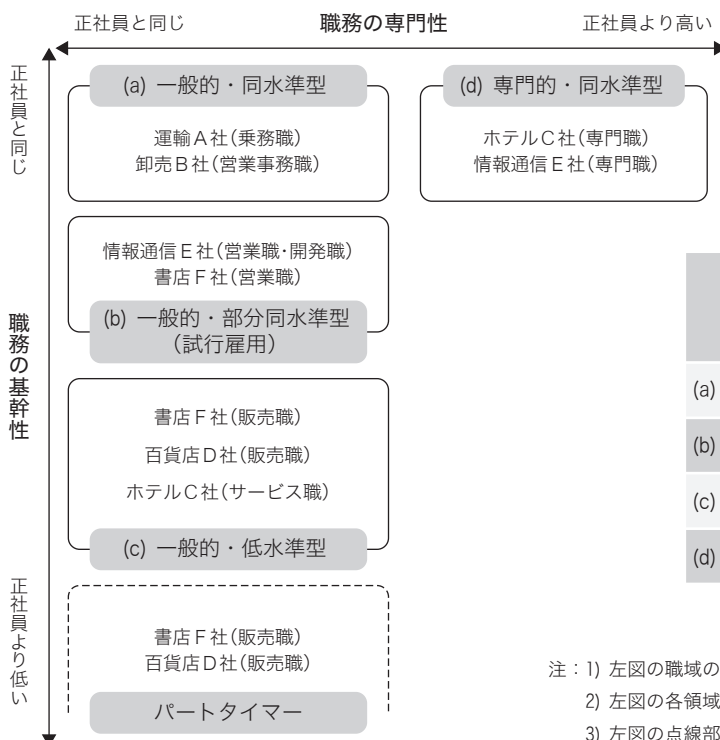 正社員と同じ 職務の専門性 正社員より高い
正社員と同じ
職務の基幹性
正社員より低い
(a) 一般的・同水準型
運輸A社(乗務職)
卸売B社(営業事務職)
(d) 専門的・同水準型
ホテルC社(専門職)
情報通信E社(専門職)
情報通信E社(営業職・開発職)
書店F社(営業職)
(b) 一般的・部分同水準型
(試行雇用)
書店F社(販売職)
百貨店D社(販売職)
ホテルC社(サービス職)
(c) 一般的・低水準型
書店F社(販売職)
百貨店D社(販売職)
パートタイマー
(a)
(b)
(c)
(d)
注：1) 左図の職域の
2) 左図の各領域
3) 左図の点線部